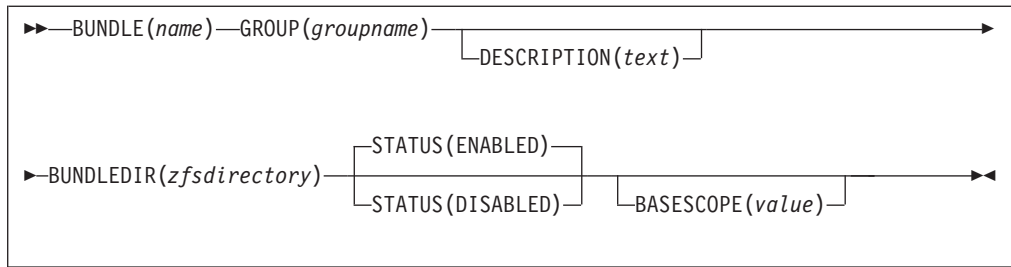 BUNDLE(name) GROUP(groupname)
DESCRIPTION(text)
STATUS(ENABLED)
BUNDLEDIR(zfsdirectory)
STATUS(DISABLED) BASESCOPE(value)